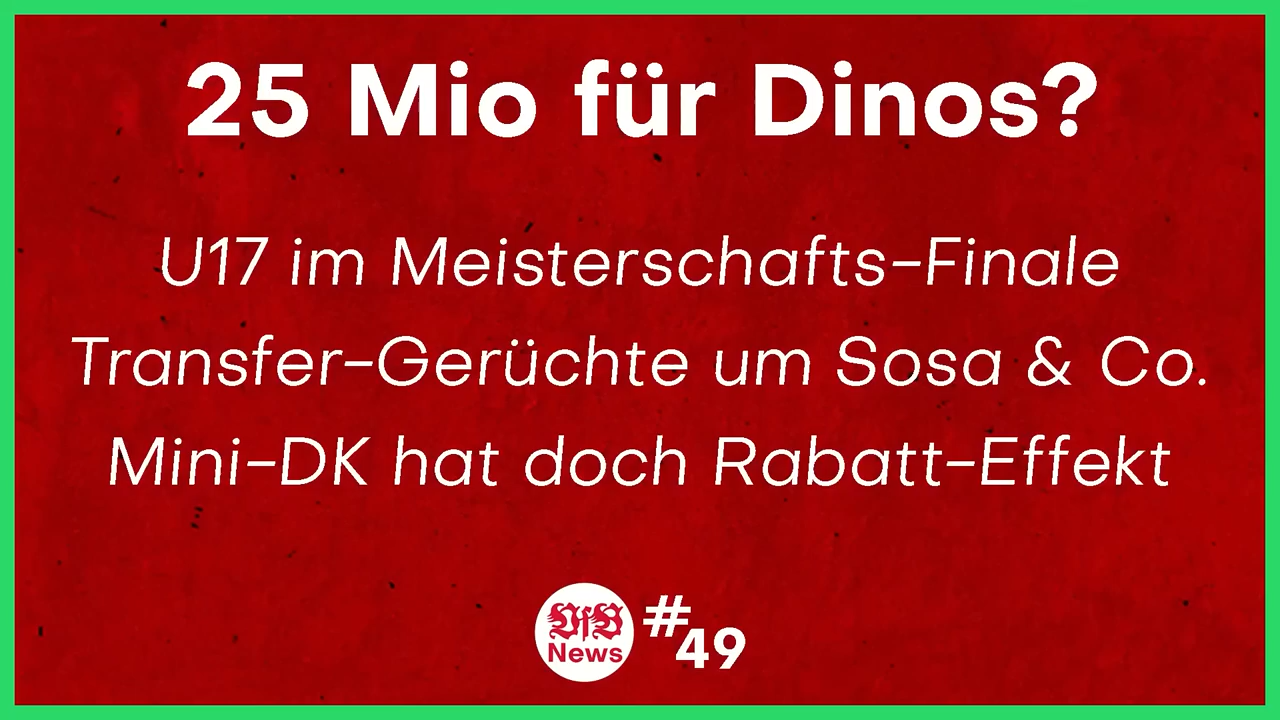 25 Mio für Dinos?
U17 im Meisterschafts-Finale
Transfer-Gerüchte um Sosa & Co.
Mini-DK hat doch Rabatt-Effekt
VfB
News
#49